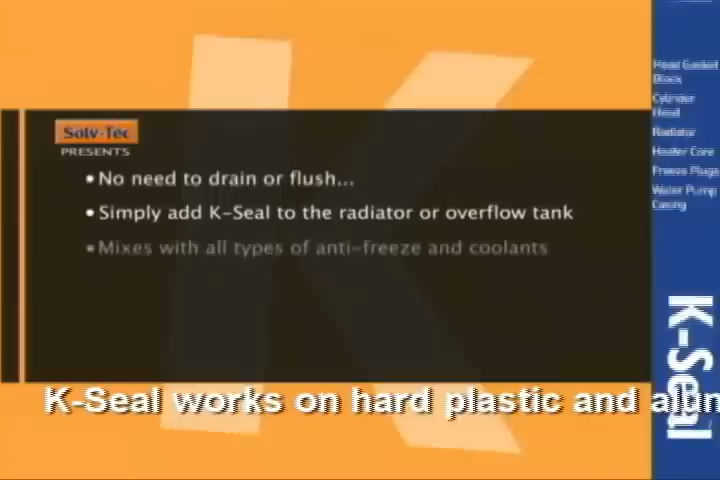 Solv-Tec
PRESENTS
• No need to drain or flush...
• Simply add K-Seal to the radiator or overflow tank
• Mixes with all types of anti-freeze and coolants
K-Seal works on hard plastic and alum
Head Gasket
Block
Cylinder
Head
Radiator
Heater Core
Freeze Plugs
Water Pump
Casing
K-Seal